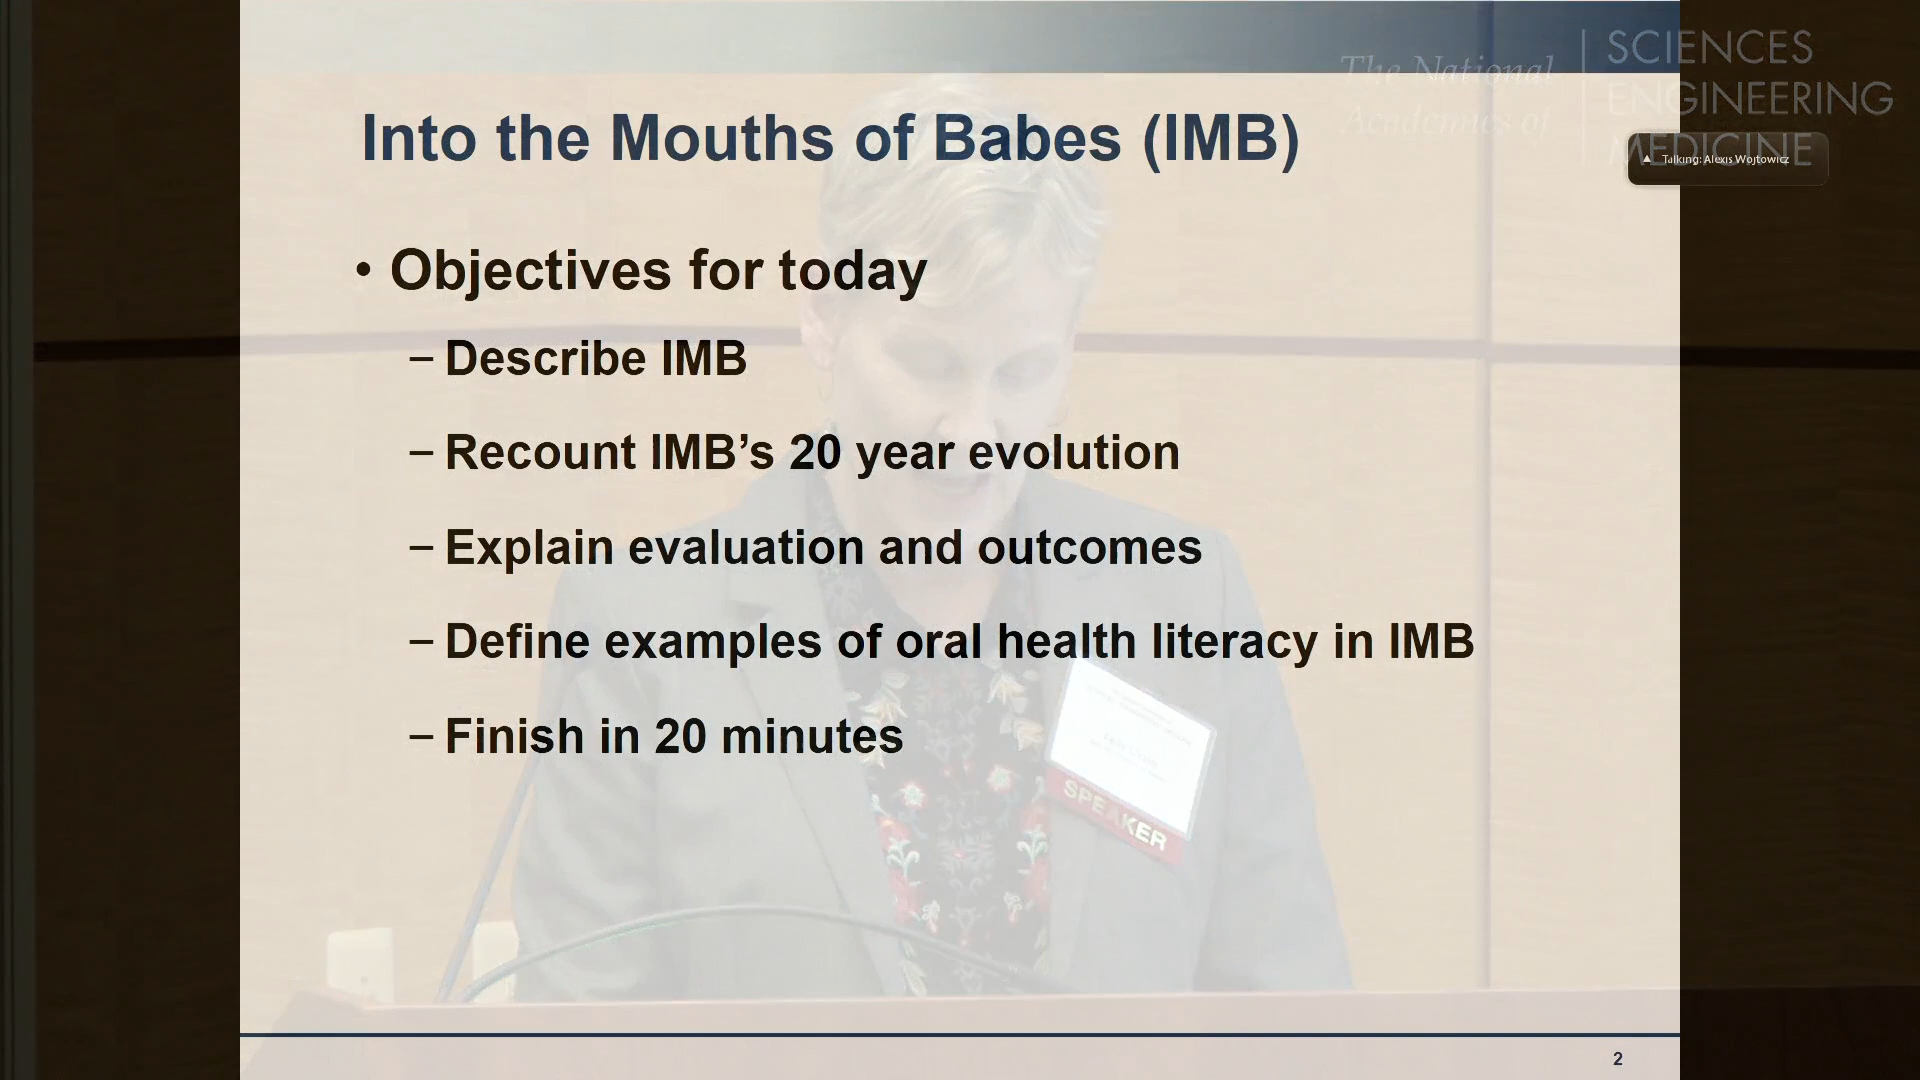 The National
Academies of
SCIENCES
ENGINEERING
MEDICINE
Talking: Alexis Wojtowicz
Into the Mouths of Babes (IMB)
• Objectives for today
– Describe IMB
– Recount IMB’s 20 year evolution
– Explain evaluation and outcomes
– Define examples of oral health literacy in IMB
– Finish in 20 minutes
SPEAKER
2